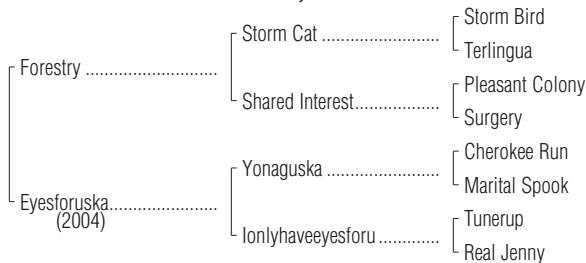 Storm Bird
Storm Cat ................................
Terlingua
Forestry ....................................
Pleasant Colony
Shared Interest.......................
Surgery
Cherokee Run
Yonaguska ..............................
Marital Spook
Eyesforuska.............................
(2004)
Tunerup
Ionlyhaveeyesforu .................
Real Jenny